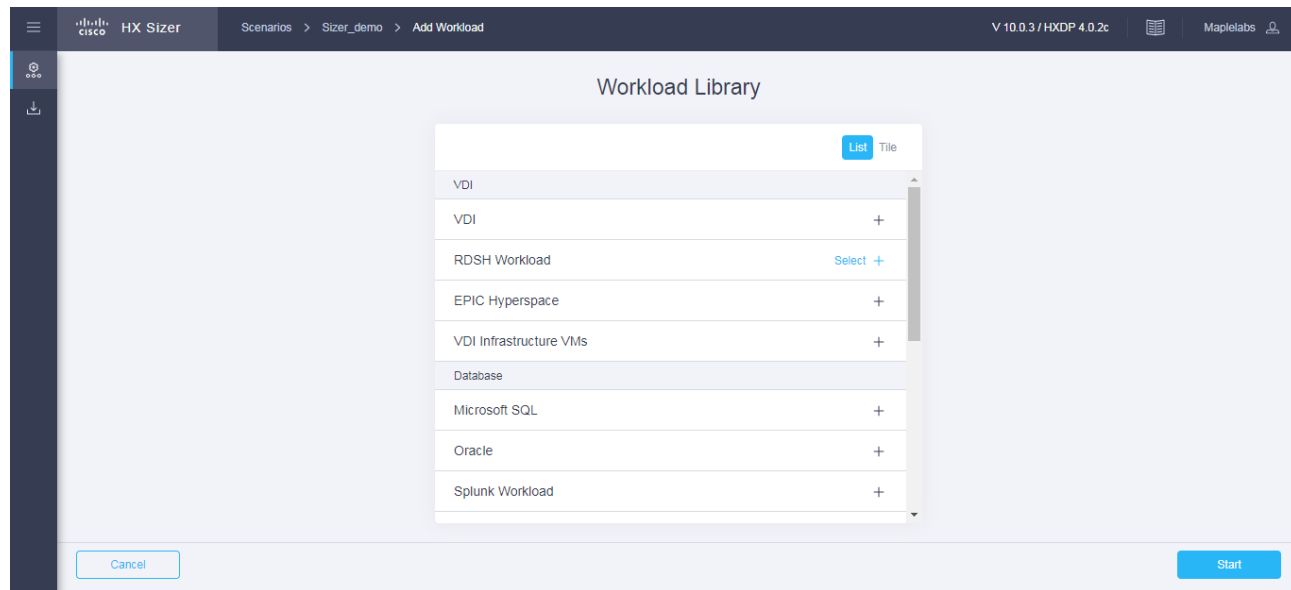 cisco HX Sizer Scenarios > Sizer_demo > Add Workload V 10.0.3 / HXDP 4.0.2c Maplelabs
Workload Library
List Tile
VDI
VDI +
RDSH Workload Select +
EPIC Hyperspace +
VDI Infrastructure VMs +
Database
Microsoft SQL +
Oracle +
Splunk Workload +
Cancel Start